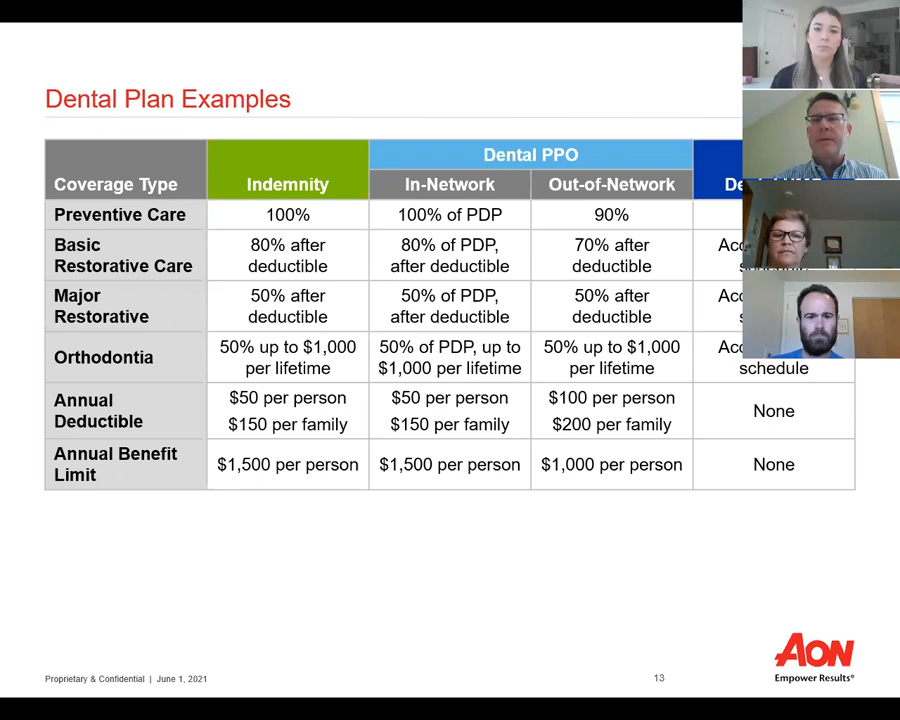 Dental Plan Examples
Coverage Type
Indemnity
Dental PPO
In-Network
Out-of-Network
Preventive Care
100%
100% of PDP
90%
Basic
Restorative Care
80% after
deductible
80% of PDP,
after deductible
70% after
deductible
Major
Restorative
50% after
deductible
50% of PDP,
after deductible
50% after
deductible
Orthodontia
50% up to $1,000
per lifetime
50% of PDP, up to
$1,000 per lifetime
50% up to $1,000
per lifetime
schedule
Annual
Deductible
$50 per person
$150 per family
$50 per person
$150 per family
$100 per person
$200 per family
None
Annual Benefit
Limit
$1,500 per person
$1,500 per person
$1,000 per person
None
Proprietary & Confidential | June 1, 2021
13
AON
Empower Results®